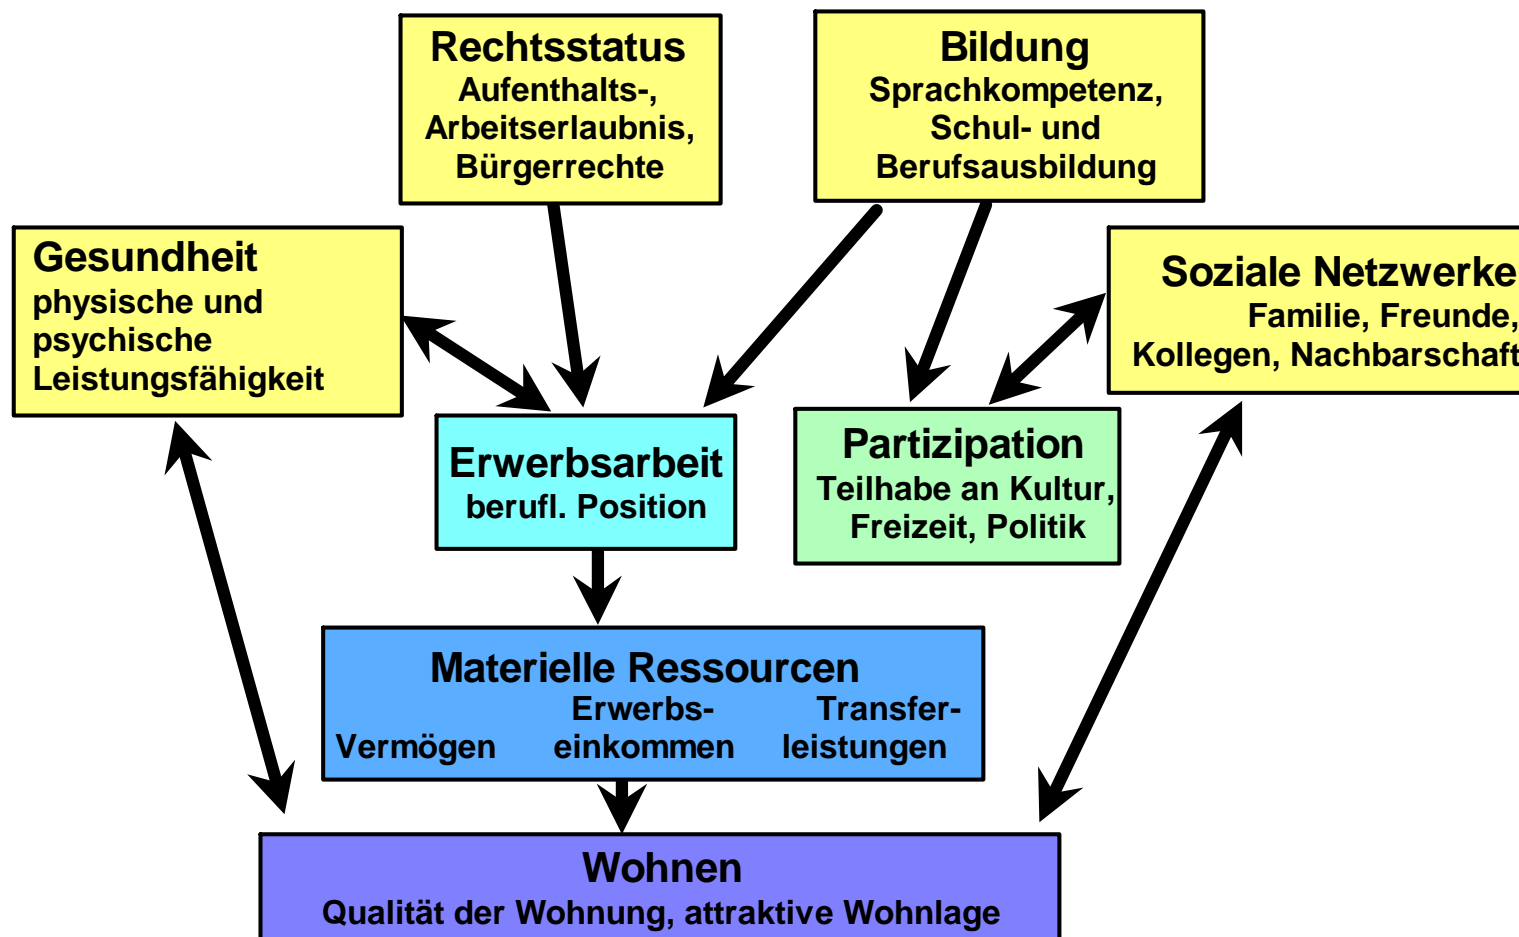 Rechtsstatus
Aufenthalts-,
Arbeitserlaubnis,
Bürgerrechte
Bildung
Sprachkompetenz,
Schul- und
Berufsausbildung
Gesundheit
physische und
psychische
Leistungsfähigkeit
Soziale Netzwerke
Familie, Freunde,
Kollegen, Nachbarschaft
Erwerbsarbeit
berufl. Position
Partizipation
Teilhabe an Kultur,
Freizeit, Politik
Materielle Ressourcen
Erwerbs- Transfer-
Vermögen einkommen leistungen
Wohnen
Qualität der Wohnung, attraktive Wohnlage